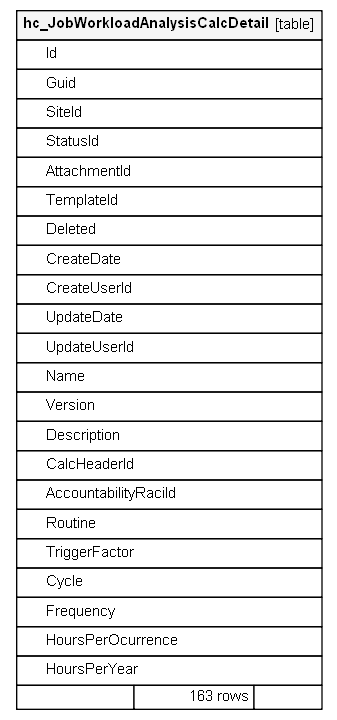 hc_JobWorkloadAnalysisCalcDetail [table]
Id
Guid
SiteId
StatusId
AttachmentId
TemplateId
Deleted
CreateDate
CreateUserId
UpdateDate
UpdateUserId
Name
Version
Description
CalcHeaderId
AccountabilityRaciId
Routine
TriggerFactor
Cycle
Frequency
HoursPerOcurrence
HoursPerYear
163 rows